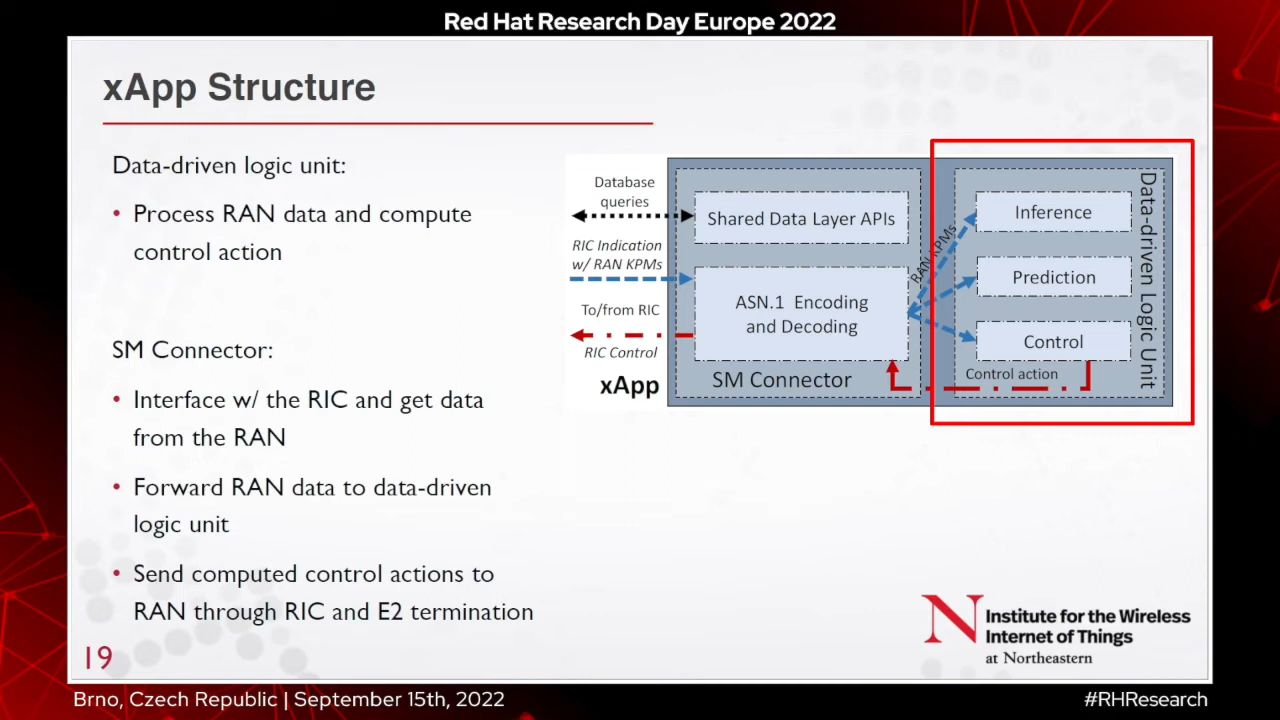 Red Hat Research Day Europe 2022
xApp Structure
Data-driven logic unit:
• Process RAN data and compute
control action
SM Connector:
• Interface w/ the RIC and get data
from the RAN
• Forward RAN data to data-driven
logic unit
• Send computed control actions to
RAN through RIC and E2 termination
19
Database
queries
RIC Indication
w/ RAN KPMs
To/from RIC
RIC Control
xApp
Shared Data Layer APIs
ASN.1 Encoding
and Decoding
SM Connector
RAN KPMs
Inference
Prediction
Control
Control action
Data-driven Logic Unit
N
Institute for the Wireless
Internet of Things
at Northeastern
Brno, Czech Republic | September 15th, 2022
#RHResearch